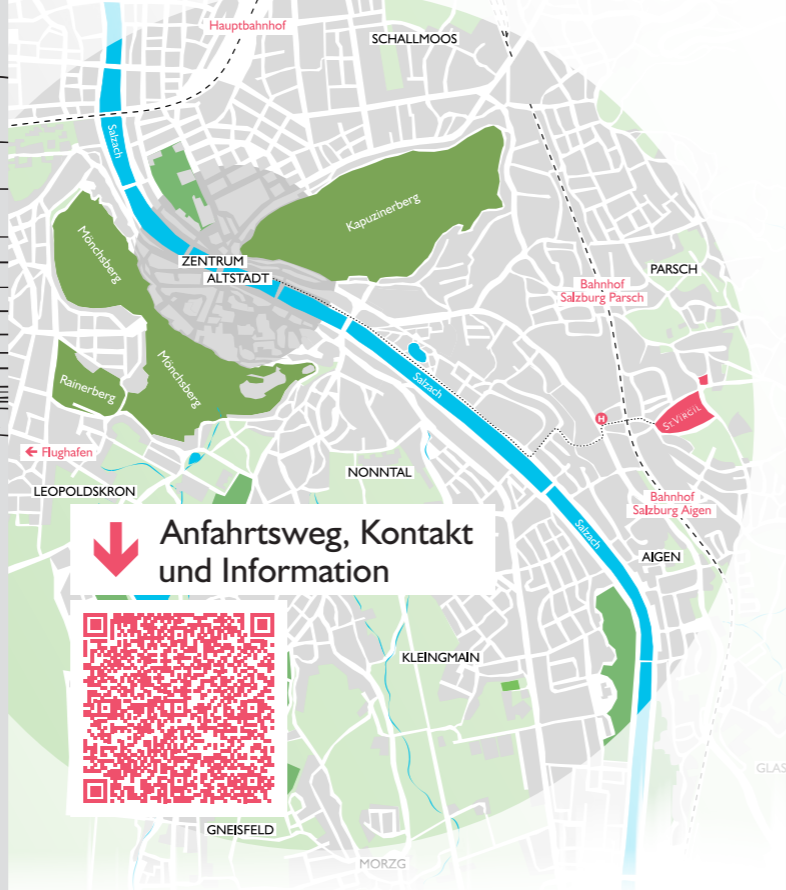 Hauptbahnhof
SCHALLMOOS
Salzach
Kapuzinerberg
Mönchsberg
ZENTRUM
ALTSTADT
PARSCH
Bahnhof
Salzburg Parsch
Mönchsberg
Rainerberg
Salzach
H
ST. VIRGIL
← Flughafen
NONNTAL
LEOPOLDSKRON
Bahnhof
Salzburg Aigen
Anfahrtsweg, Kontakt
und Information
Salzach
AIGEN
KLEINGMAIN
GLAS
GNEISFELD
MORZG